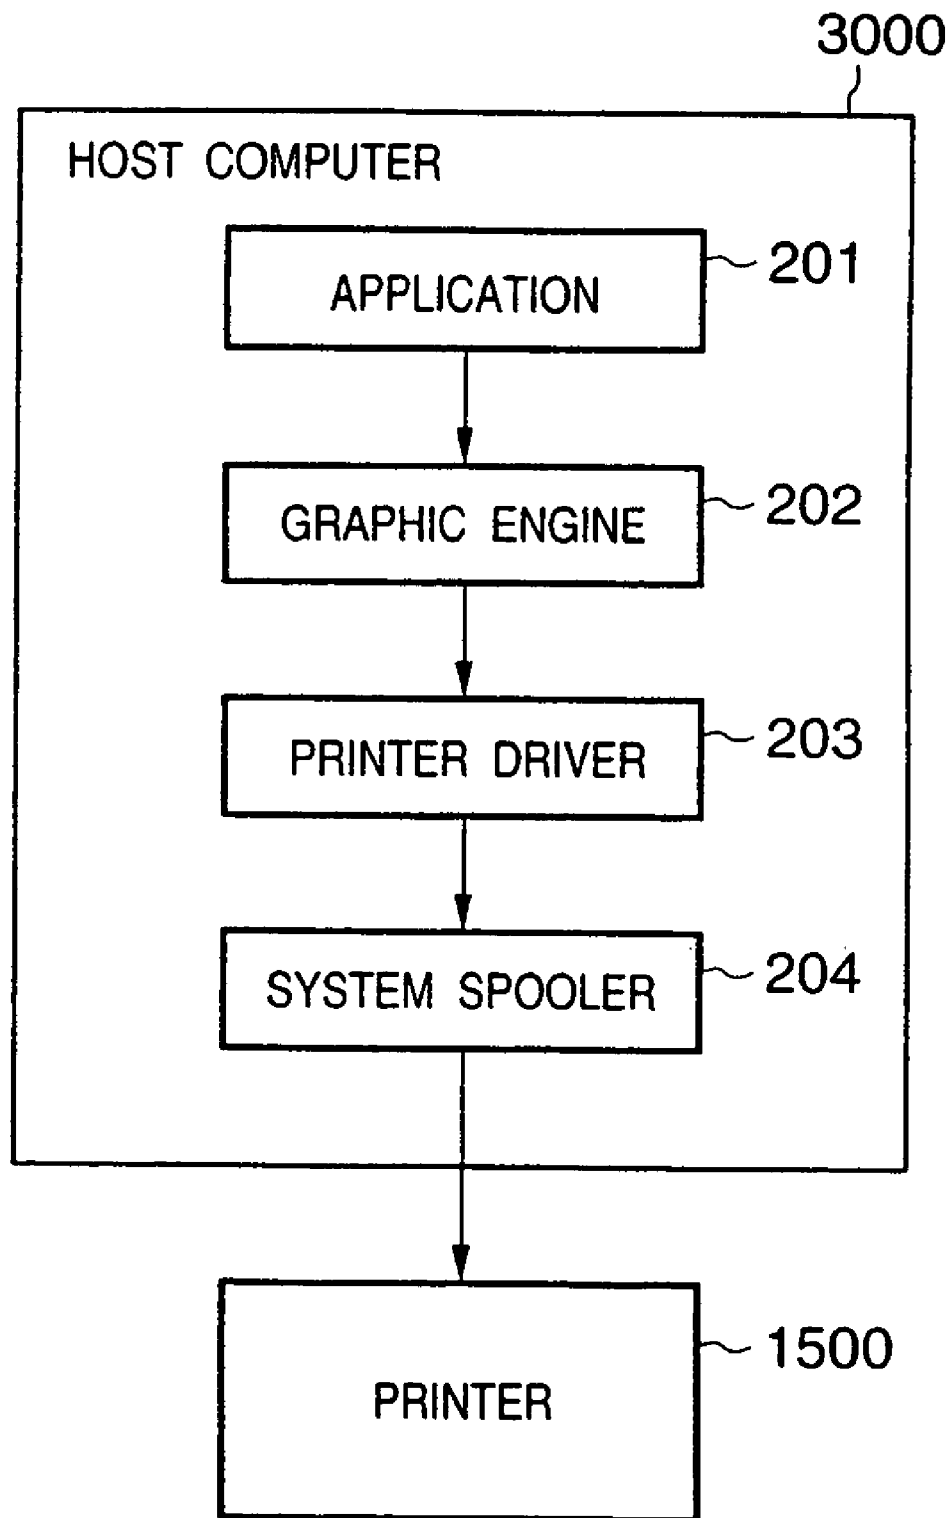 3000
HOST COMPUTER
APPLICATION
201
GRAPHIC ENGINE
202
PRINTER DRIVER
203
SYSTEM SPOOLER
204
PRINTER
1500